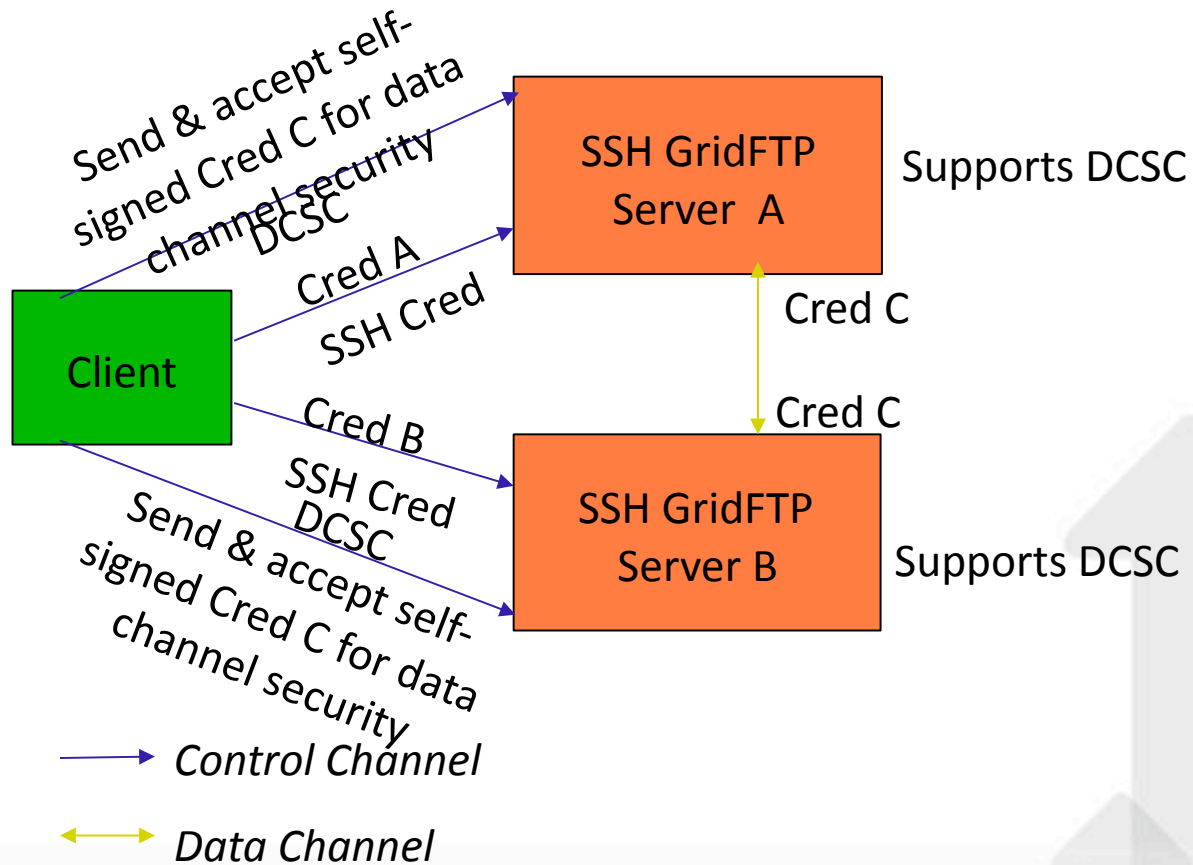 Send & accept self-
signed Cred C for data
channel security
DCSC
Cred A
SSH Cred
SSH GridFTP
Server A
Supports DCSC
Client
Cred C
Cred C
Cred B
SSH Cred
DCSC
Send & accept self-
signed Cred C for data
channel security
SSH GridFTP
Server B
Supports DCSC
Control Channel
Data Channel